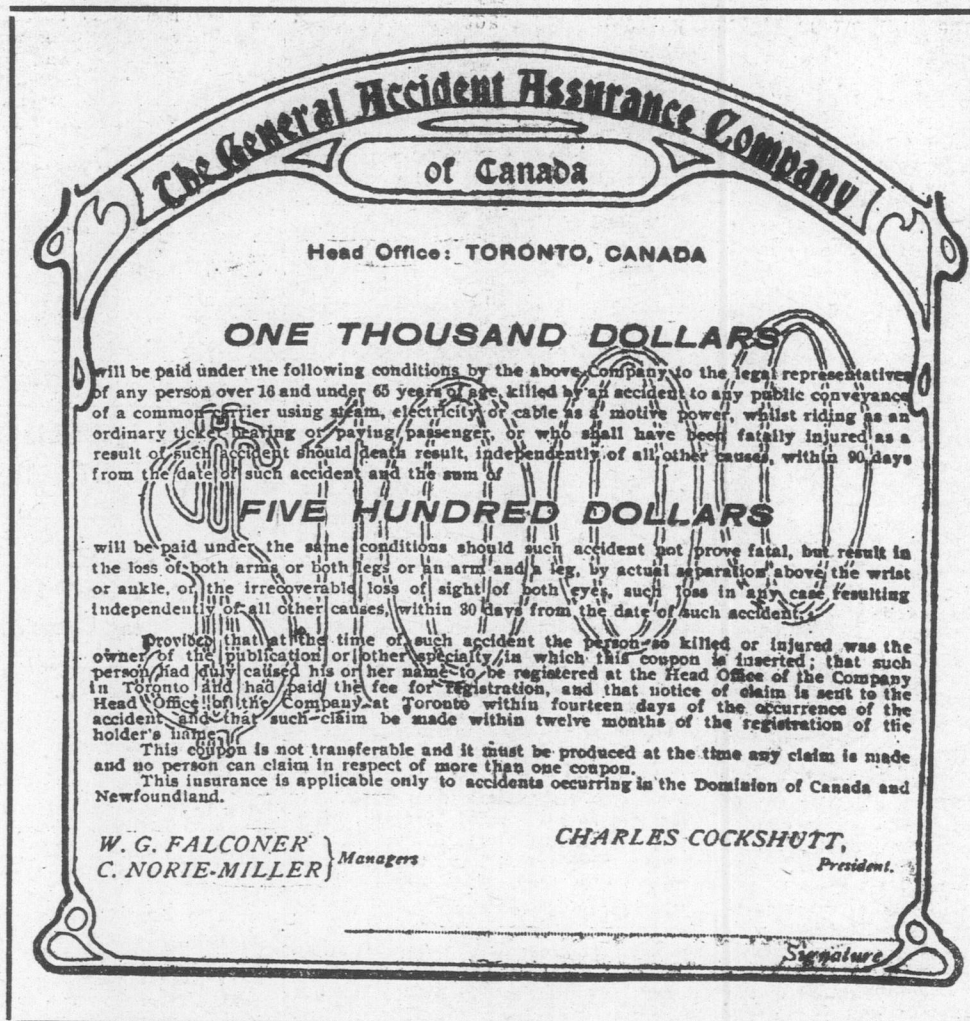 The General Accident Assurance Company
of Canada
Head Office: TORONTO, CANADA
ONE THOUSAND DOLLARS
will be paid under the following conditions by the above Company to the legal representatives
of any person over 16 and under 65 years of age, killed by an accident to any public conveyance
of a common carrier using steam, electricity or cable as a motive power, whilst riding as an
ordinary ticket bearing or paying passenger, or who shall have been fatally injured as a
result of such accident should death result, independently of all other causes, within 90 days
from the date of such accident and the sum of
FIVE HUNDRED DOLLARS
will be paid under the same conditions should such accident not prove fatal, but result in
the loss of both arms or both legs or an arm and a leg, by actual separation above the wrist
or ankle, or the irrecoverable loss of sight of both eyes, such loss in any case resulting
independently of all other causes, within 30 days from the date of such accident.
Provided that at the time of such accident the person so killed or injured was the
owner of the publication or other specialty in which this coupon is inserted; that such
person had duly caused his or her name to be registered at the Head Office of the Company
in Toronto and had paid the fee for registration, and that notice of claim is sent to the
Head Office of the Company at Toronto within fourteen days of the occurrence of the
accident and that such claim be made within twelve months of the registration of the
holder's name.
This coupon is not transferable and it must be produced at the time any claim is made
and no person can claim in respect of more than one coupon.
This insurance is applicable only to accidents occurring in the Dominion of Canada and
Newfoundland.
W. G. FALCONER
C. NORIE-MILLER} Managers
CHARLES COCKSHUTT,
President.
Signature
$1000